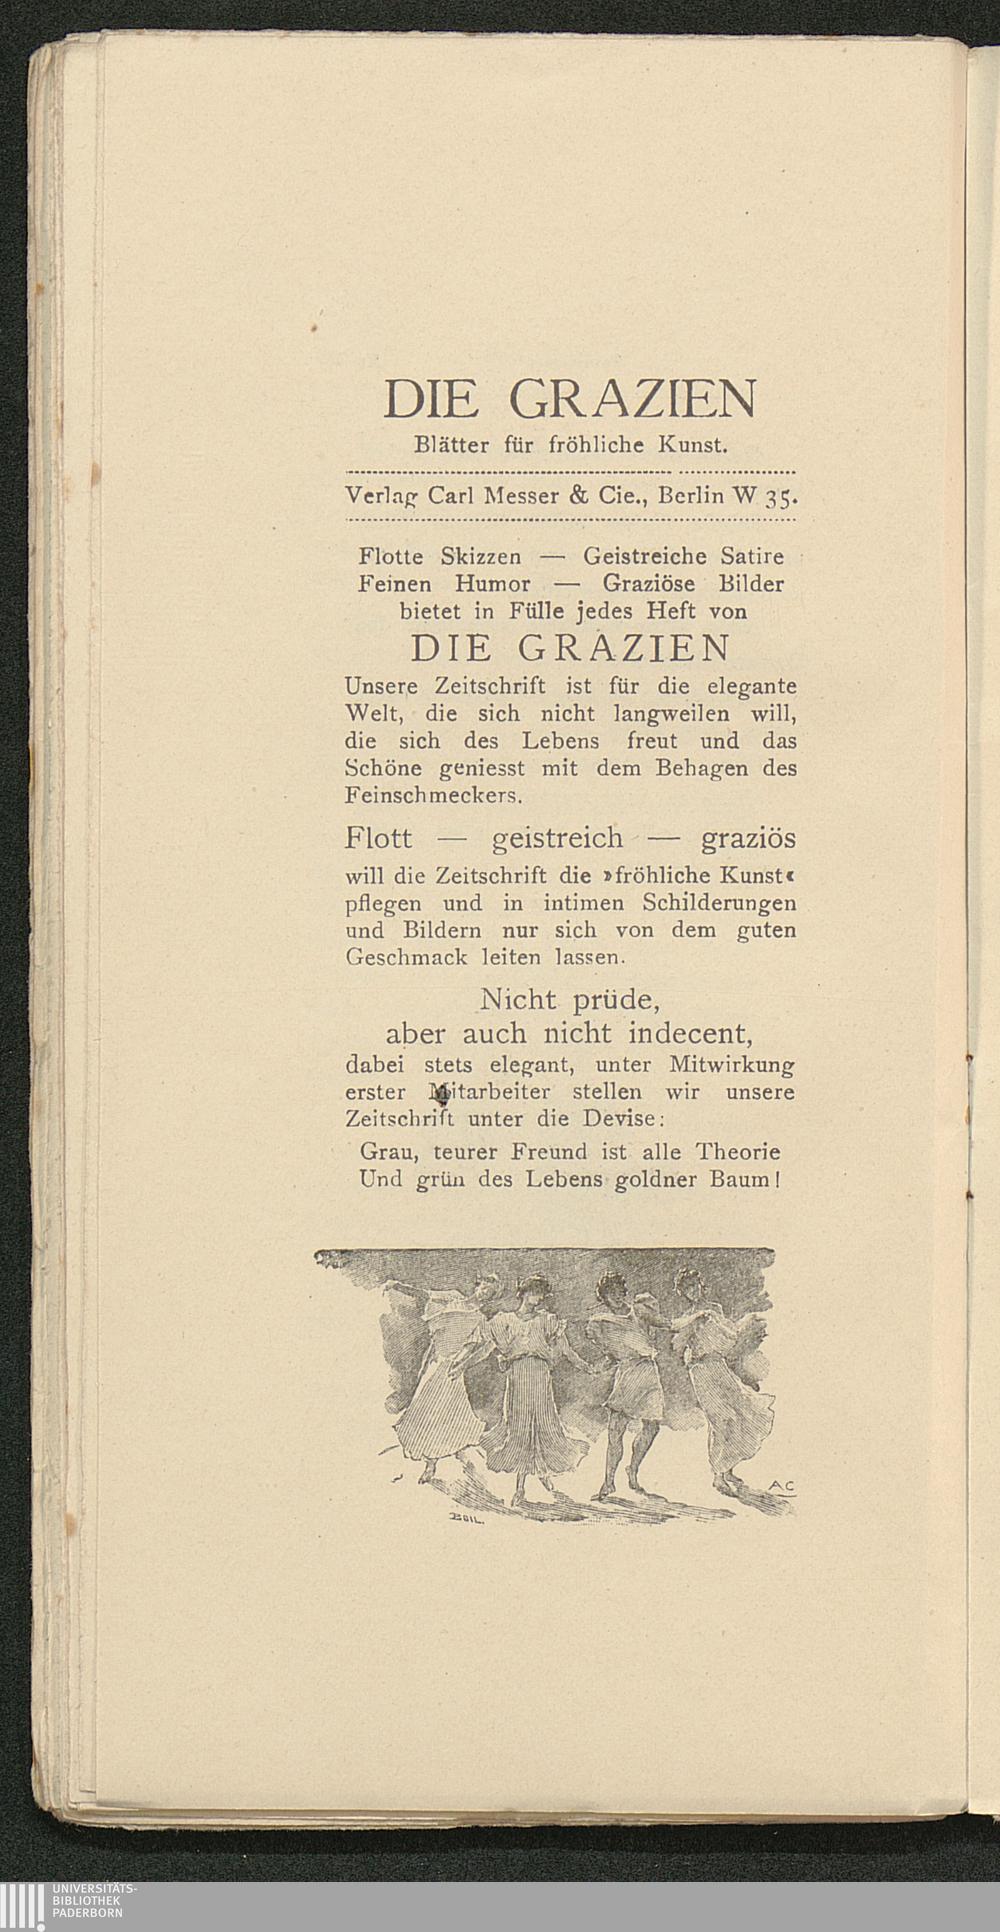 DIE GRAZIEN
Blätter für fröhliche Kunst.
Verlag Carl Messer & Cie., Berlin W 35.
Flotte Skizzen — Geistreiche Satire
Feinen Humor — Graziöse Bilder
bietet in Fülle jedes Heft von
DIE GRAZIEN
Unsere Zeitschrift ist für die elegante
Welt, die sich nicht langweilen will,
die sich des Lebens freut und das
Schöne geniesst mit dem Behagen des
Feinschmeckers.
Flott — geistreich — graziös
will die Zeitschrift die »fröhliche Kunst«
pflegen und in intimen Schilderungen
und Bildern nur sich von dem guten
Geschmack leiten lassen.
Nicht prüde,
aber auch nicht indecent,
dabei stets elegant, unter Mitwirkung
erster Mitarbeiter stellen wir unsere
Zeitschrift unter die Devise:
Grau, teurer Freund ist alle Theorie
Und grün des Lebens goldner Baum!
AC
UNIVERSITÄTS-
BIBLIOTHEK
PADERBORN